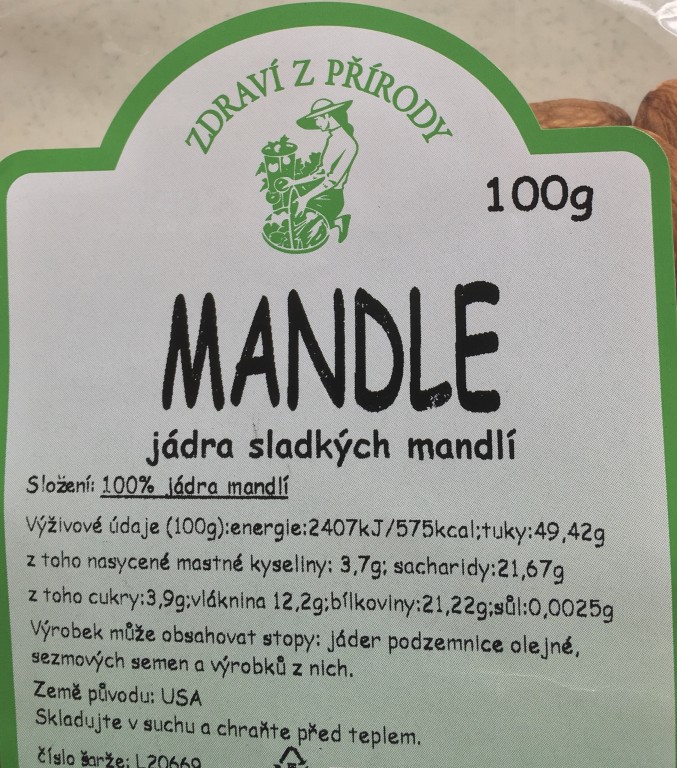 ZDRAVÍ Z PŘÍRODY
100g
MANDLE
jádra sladkých mandlí
Složení: 100% jádra mandlí
Výživové údaje (100g):energie:2407kJ/575kcal;tuky:49,42g
z toho nasycené mastné kyseliny: 3,7g; sacharidy:21,67g
z toho cukry:3,9g;vláknina 12,2g;bílkoviny:21,22g;sůl:0,0025g
Výrobek může obsahovat stopy: jáder podzemnice olejné,
sezmových semen a výrobků z nich.
Země původu: USA
Skladujte v suchu a chraňte před teplem.
číslo šarže: L20669